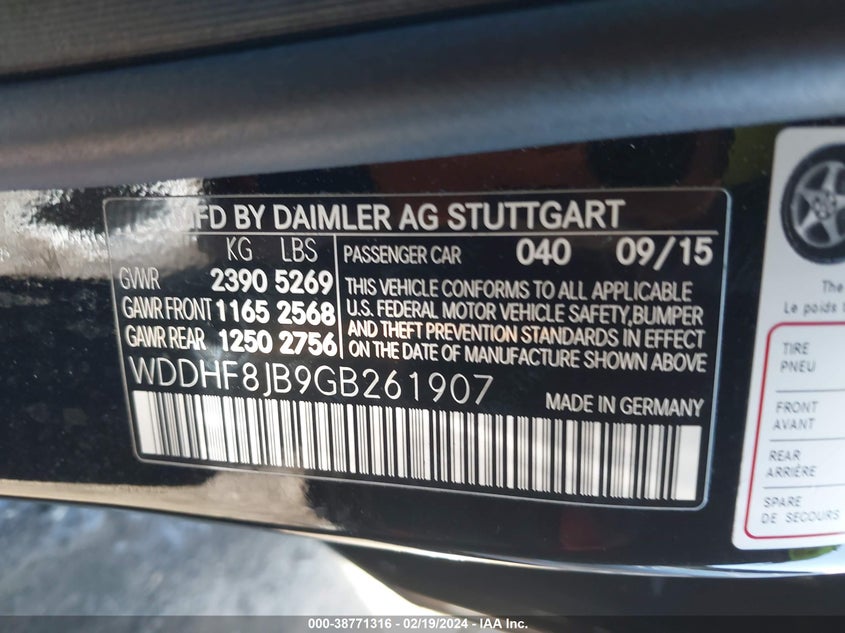 MFD BY DAIMLER AG STUTTGART
KG LBS
GVWR 2390 5269
GAWR FRONT 1165 2568
GAWR REAR 1250 2756
PASSENGER CAR 040 09/15
THIS VEHICLE CONFORMS TO ALL APPLICABLE
U.S. FEDERAL MOTOR VEHICLE SAFETY,BUMPER
AND THEFT PREVENTION STANDARDS IN EFFECT
ON THE DATE OF MANUFACTURE SHOWN ABOVE
WDDHF8JB9GB261907
MADE IN GERMANY
The
Le poids
TIRE
PNEU
FRONT
AVANT
REAR
ARRIÈRE
SPARE
DE SECOURS
000-38771316 - 02/19/2024 - IAA Inc.